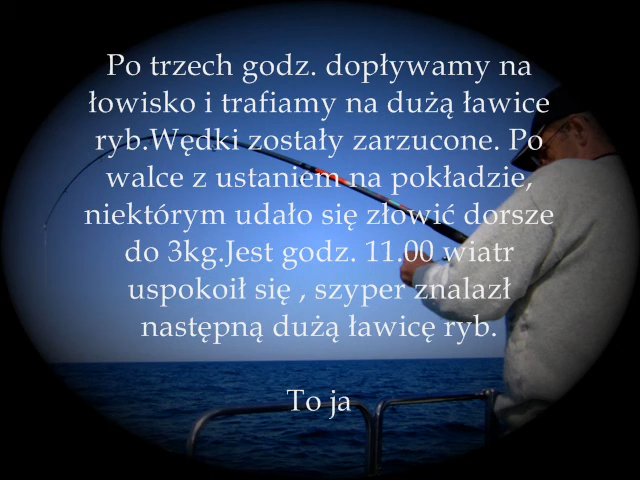 Po trzech godz. dopływamy na
łowisko i trafiamy na dużą ławice
ryb.Wędki zostały zarzucone. Po
walce z ustaniem na pokładzie,
niektórym udało się złowić dorsze
do 3kg.Jest godz. 11.00 wiatr
uspokoił się , szyper znalazł
następną dużą ławicę ryb.
To ja